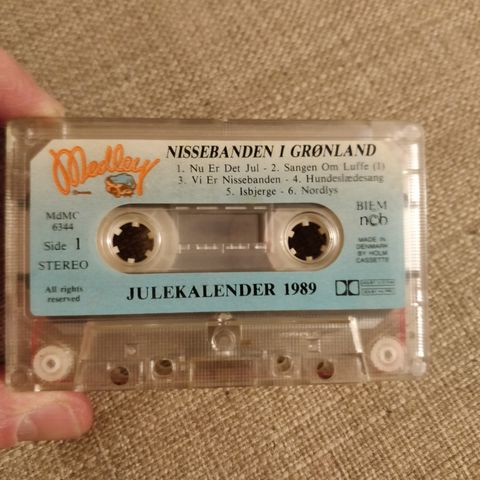 Medley
NISSEBANDEN I GRØNLAND
1. Nu Er Det Jul - 2. Sangen Om Luffe (I)
3. Vi Er Nissebanden - 4. Hundeslædesang
5. Isbjerge - 6. Nordlys
MdMC
6344
Side 1
STEREO
BIEM
ncb
MADE IN
DENMARK
BY HOLM
CASSETTE
All rights
reserved
JULEKALENDER 1989